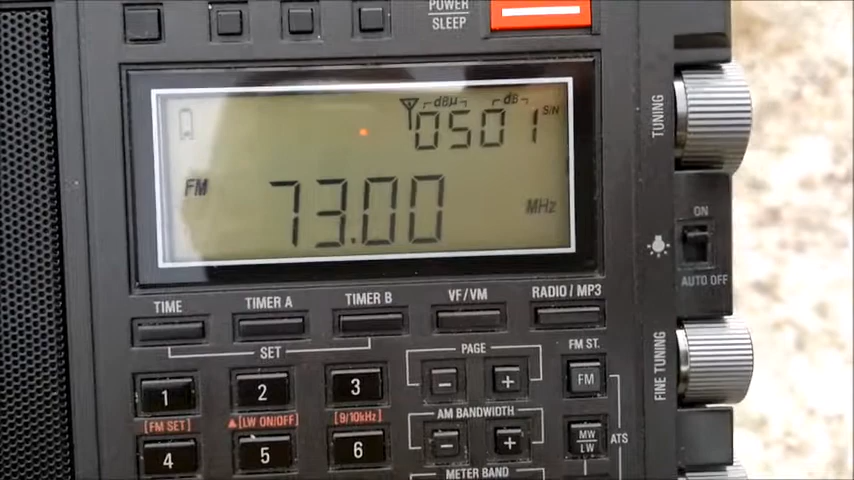 POWER
SLEEP
dBµ dB
0501 S/N
FM 73.00 MHz
TUNING
ON
AUTO OFF
TIME TIMER A TIMER B VF/VM RADIO / MP3
SET PAGE FM ST.
1 2 3 - + FM
[FM SET] ▲[LW ON/OFF] [9/10kHz] AM BANDWIDTH
FINE TUNING
4 5 6 - + MW
LW
ATS
METER BAND